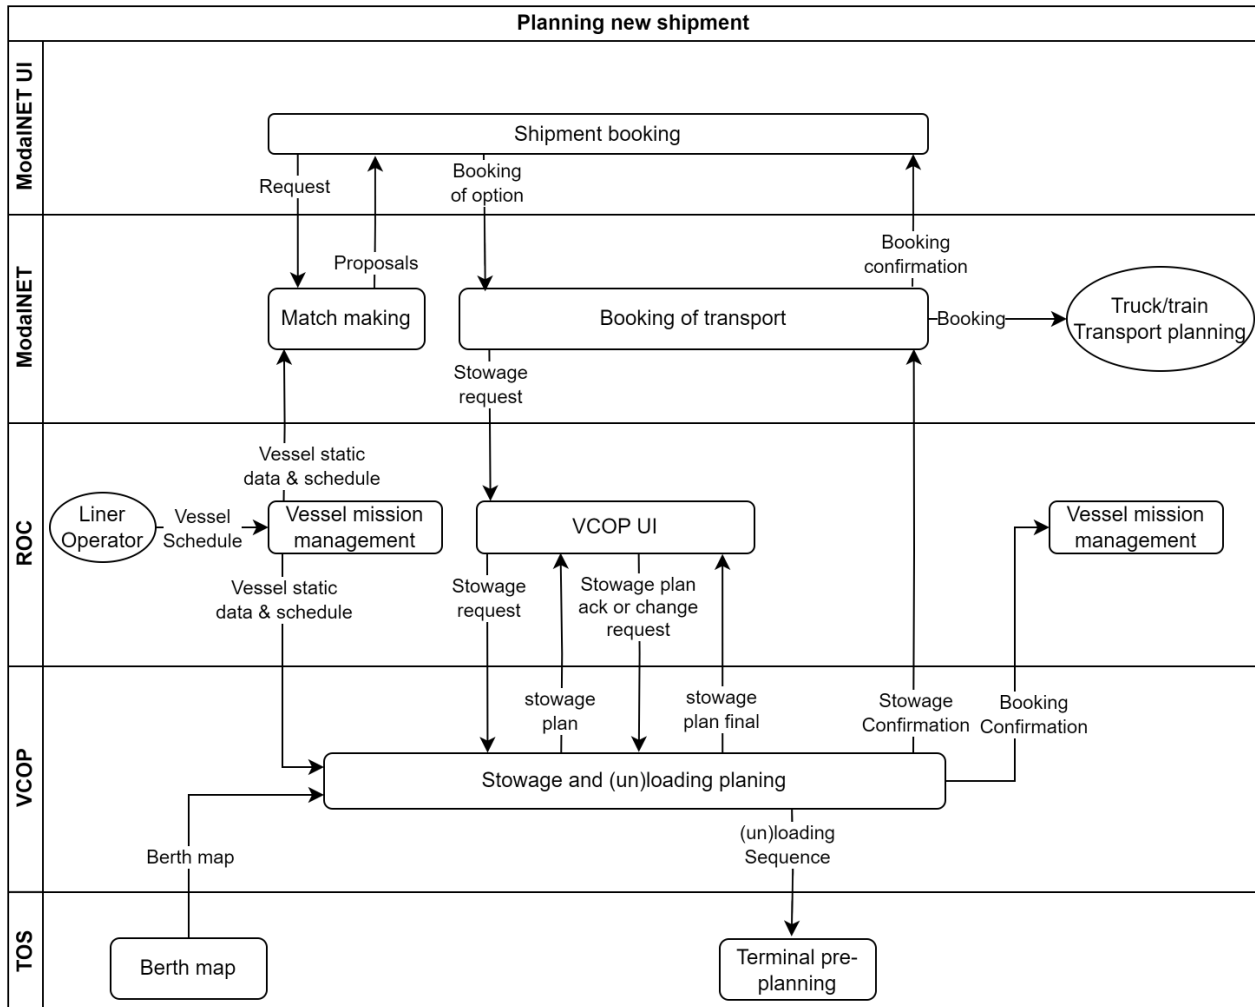 Planning new shipment
ModalNET UI
Shipment booking
Request
Booking
of option
Proposals
Booking
confirmation
ModalNET
Match making
Booking of transport
Booking
Truck/train
Transport planning
Stowage
request
Vessel static
data & schedule
ROC
Liner
Operator
Vessel
Schedule
Vessel mission
management
VCOP UI
Vessel mission
management
Vessel static
data & schedule
Stowage
request
Stowage plan
ack or change
request
stowage
plan
stowage
plan final
Stowage
Confirmation
Booking
Confirmation
VCOP
Stowage and (un)loading planing
(un)loading
Sequence
Berth map
TOS
Berth map
Terminal pre-
planning